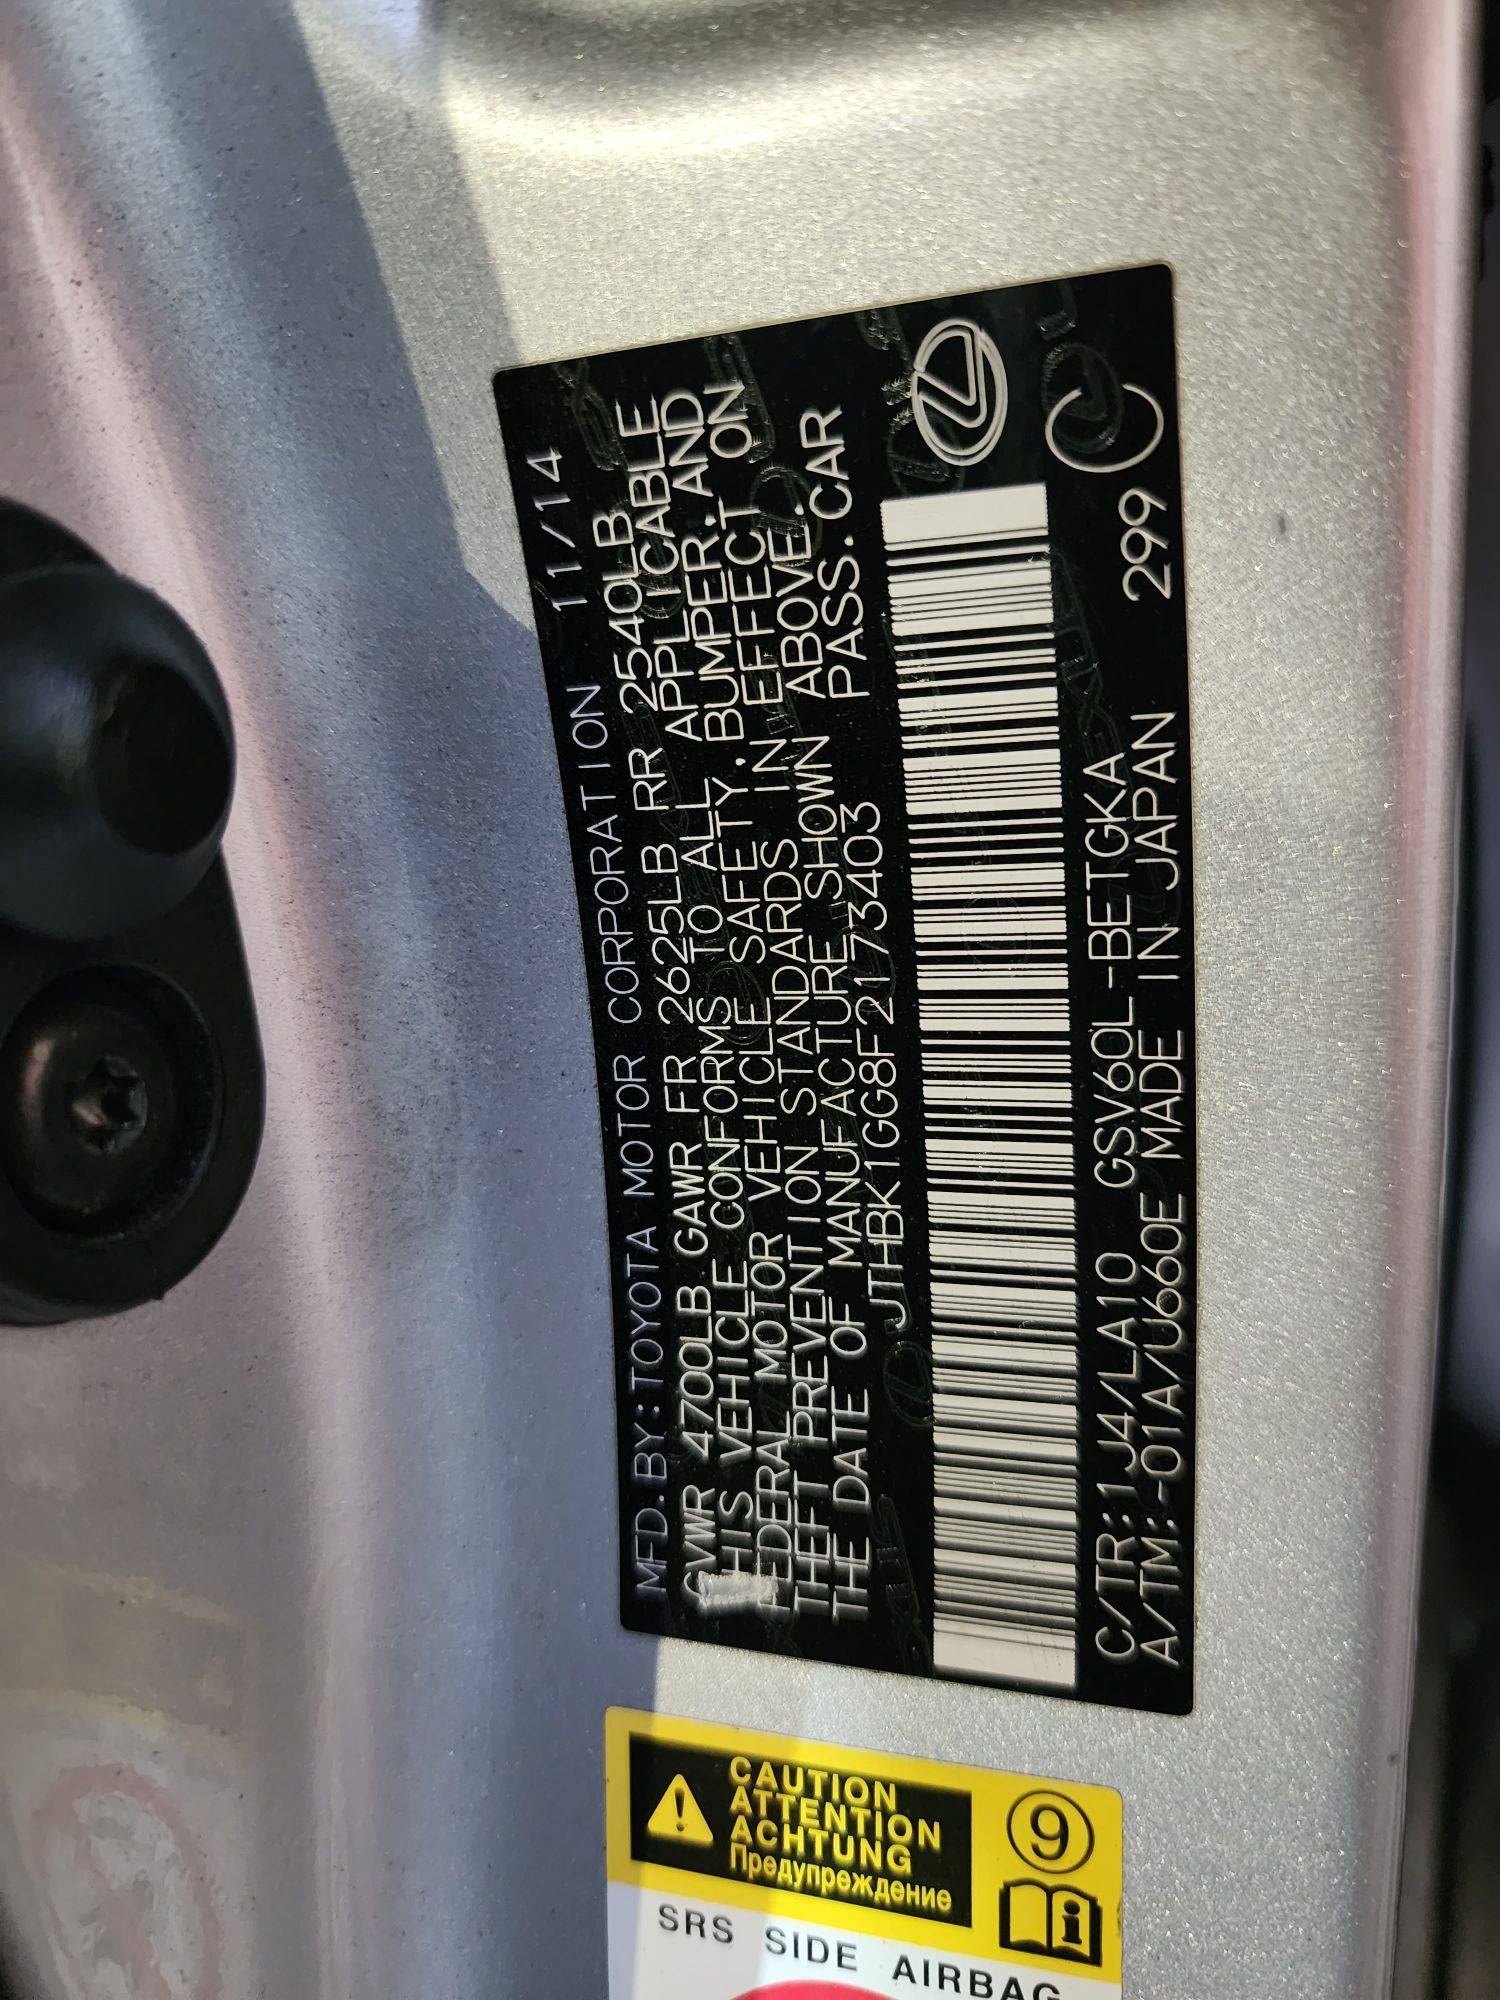 MFD.BY:TOYOTA MOTOR CORPORATION 11/14
GVWR 4700LB GAWR FR 2625LB RR 2540LB
THIS VEHICLE CONFORMS TO ALL APPLICABLE
FEDERAL MOTOR VEHICLE SAFETY, BUMPER, AND
THEFT PREVENTION STANDARDS IN EFFECT ON
THE DATE OF MANUFACTURE SHOWN ABOVE.
JTHBK1GG8F2173403 PASS.CAR
C/TR:1J4/LA10 GSV60L-BETGKA
A/TM:-01A/U660E MADE IN JAPAN 299 C
CAUTION
ATTENTION
ACHTUNG
Предупреждение
9
i
SRS SIDE AIRBAG